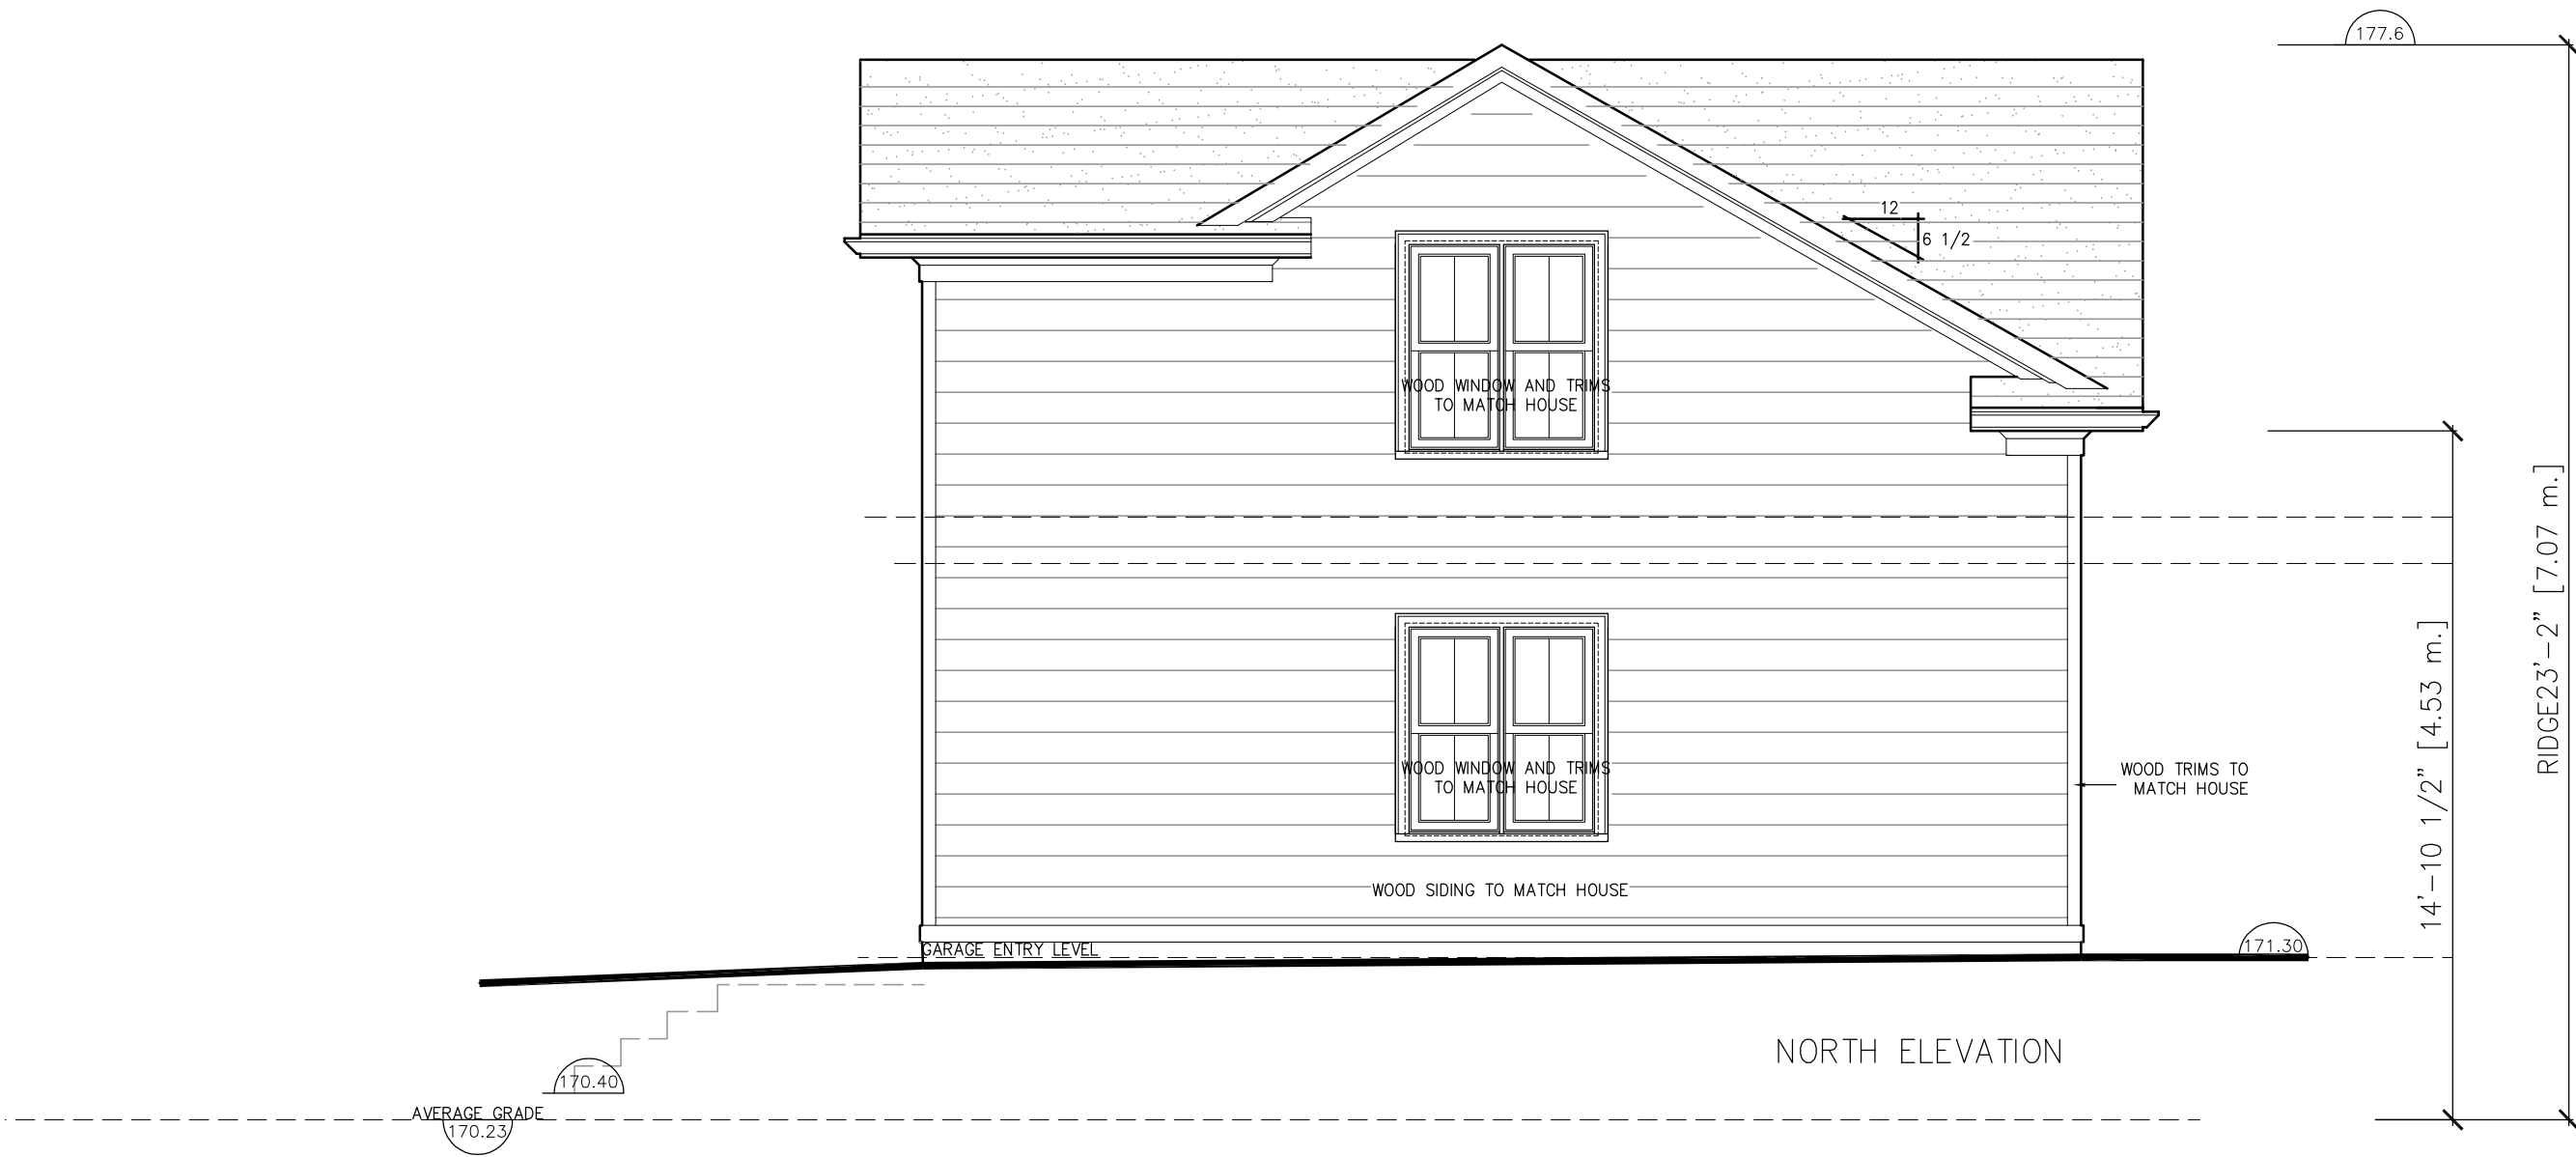 177.6
12
6 1/2
WOOD WINDOW AND TRIMS
TO MATCH HOUSE
RIDGE23'-2" [7.07 m.]
14'-10 1/2" [4.53 m.]
WOOD WINDOW AND TRIMS
TO MATCH HOUSE
WOOD TRIMS TO
MATCH HOUSE
WOOD SIDING TO MATCH HOUSE
GARAGE ENTRY LEVEL
171.30
NORTH ELEVATION
170.40
AVERAGE GRADE
170.23